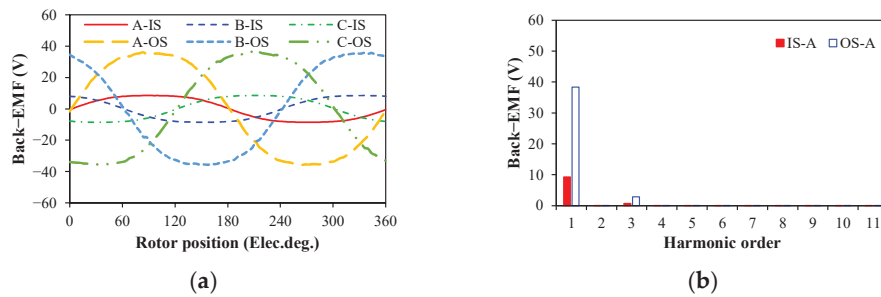 A-IS B-IS C-IS
A-OS B-OS C-OS
Back−EMF (V)
60
40
20
0
−20
−40
−60
0 60 120 180 240 300 360
Rotor position (Elec.deg.)
(a)
IS-A OS-A
Back−EMF (V)
60
50
40
30
20
10
0
1 2 3 4 5 6 7 8 9 10 11
Harmonic order
(b)